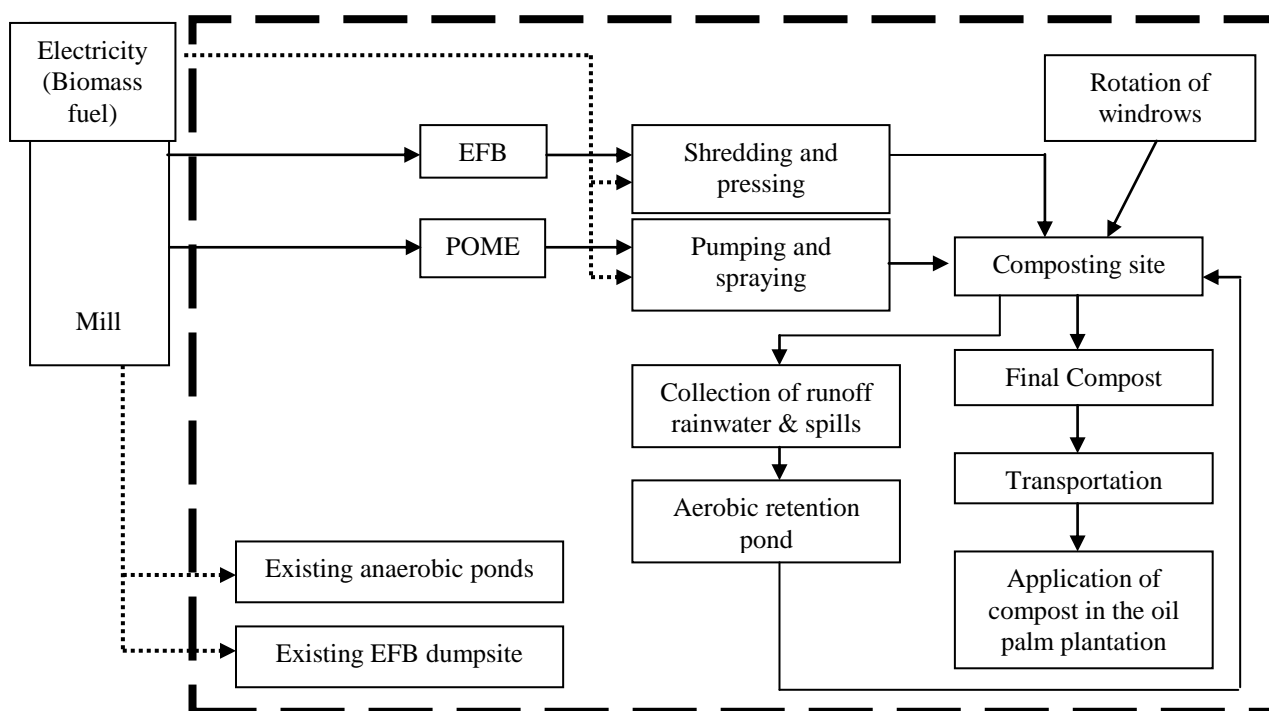 Electricity
(Biomass
fuel)
Mill
EFB
POME
Shredding and
pressing
Pumping and
spraying
Rotation of
windrows
Composting site
Collection of runoff
rainwater & spills
Aerobic retention
pond
Final Compost
Transportation
Application of
compost in the oil
palm plantation
Existing anaerobic ponds
Existing EFB dumpsite